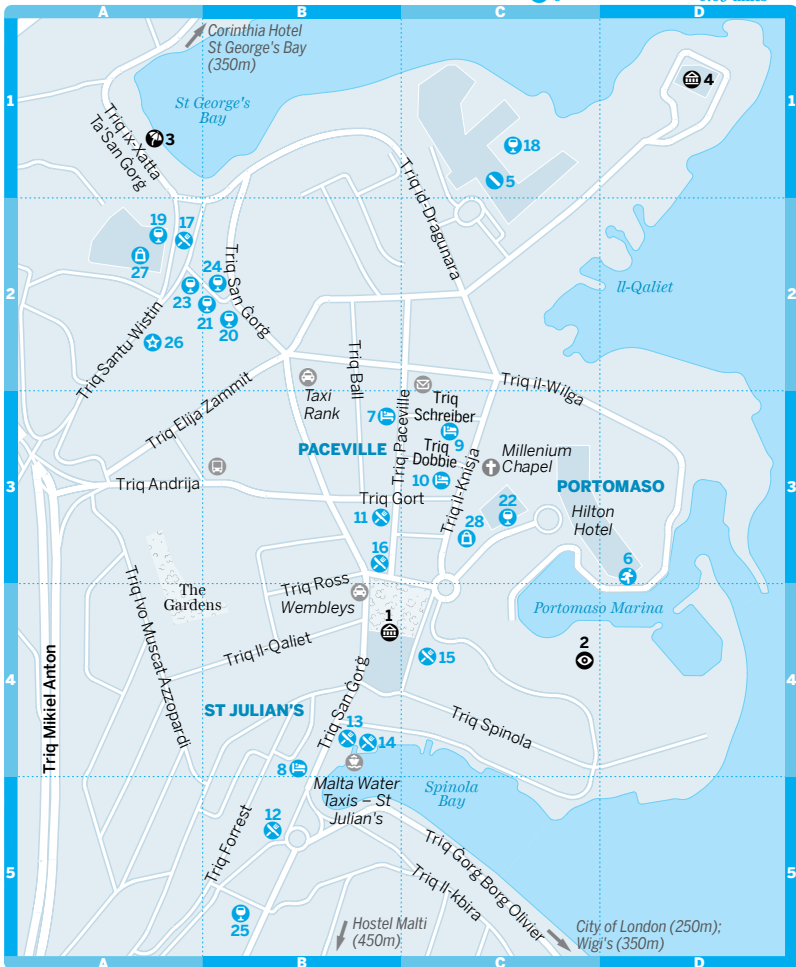 A
B
C
D
Corinthia Hotel
St George's Bay
(350m)
St George's
Bay
1
4
1
3
18
Triq ix-Xatta
Ta'San Ġorġ
5
Triq id-Dragunara
19
17
27
24
Triq San Ġorġ
2
23
21
20
Il-Qaliet
2
26
Triq Santu Wistin
Triq Elija Zammit
Taxi
Rank
Triq Ball
Triq Paceville
Triq
Schreiber
Triq il-Wilga
7
9
PACEVILLE
Triq
Dobbie
Millenium
Chapel
10
Triq il-Knisja
3
Triq Andrija
Triq Gort
PORTOMASO
3
11
28
22
Hilton
Hotel
16
6
The
Gardens
Triq Ross
Wembleys
Portomaso Marina
1
2
Triq Ivo Muscat Azzopardi
Triq Il-Qaliet
15
Triq Mikiel Anton
4
4
ST JULIAN'S
Triq San Ġorġ
Triq Spinola
13
14
8
Malta Water
Taxis – St
Julian's
Spinola
Bay
Triq Forrest
12
Triq Ġorġ Borg Olivier
Triq Il-kbira
5
5
25
Hostel Malti
(450m)
City of London (250m);
Wigi's (350m)
A
B
C
D